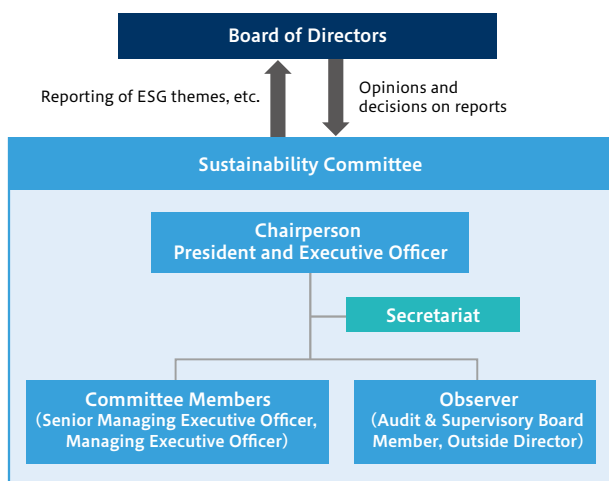 Board of Directors
Reporting of ESG themes, etc.
Opinions and
decisions on reports
Sustainability Committee
Chairperson
President and Executive Officer
Secretariat
Committee Members
(Senior Managing Executive Officer,
Managing Executive Officer)
Observer
(Audit & Supervisory Board
Member, Outside Director)